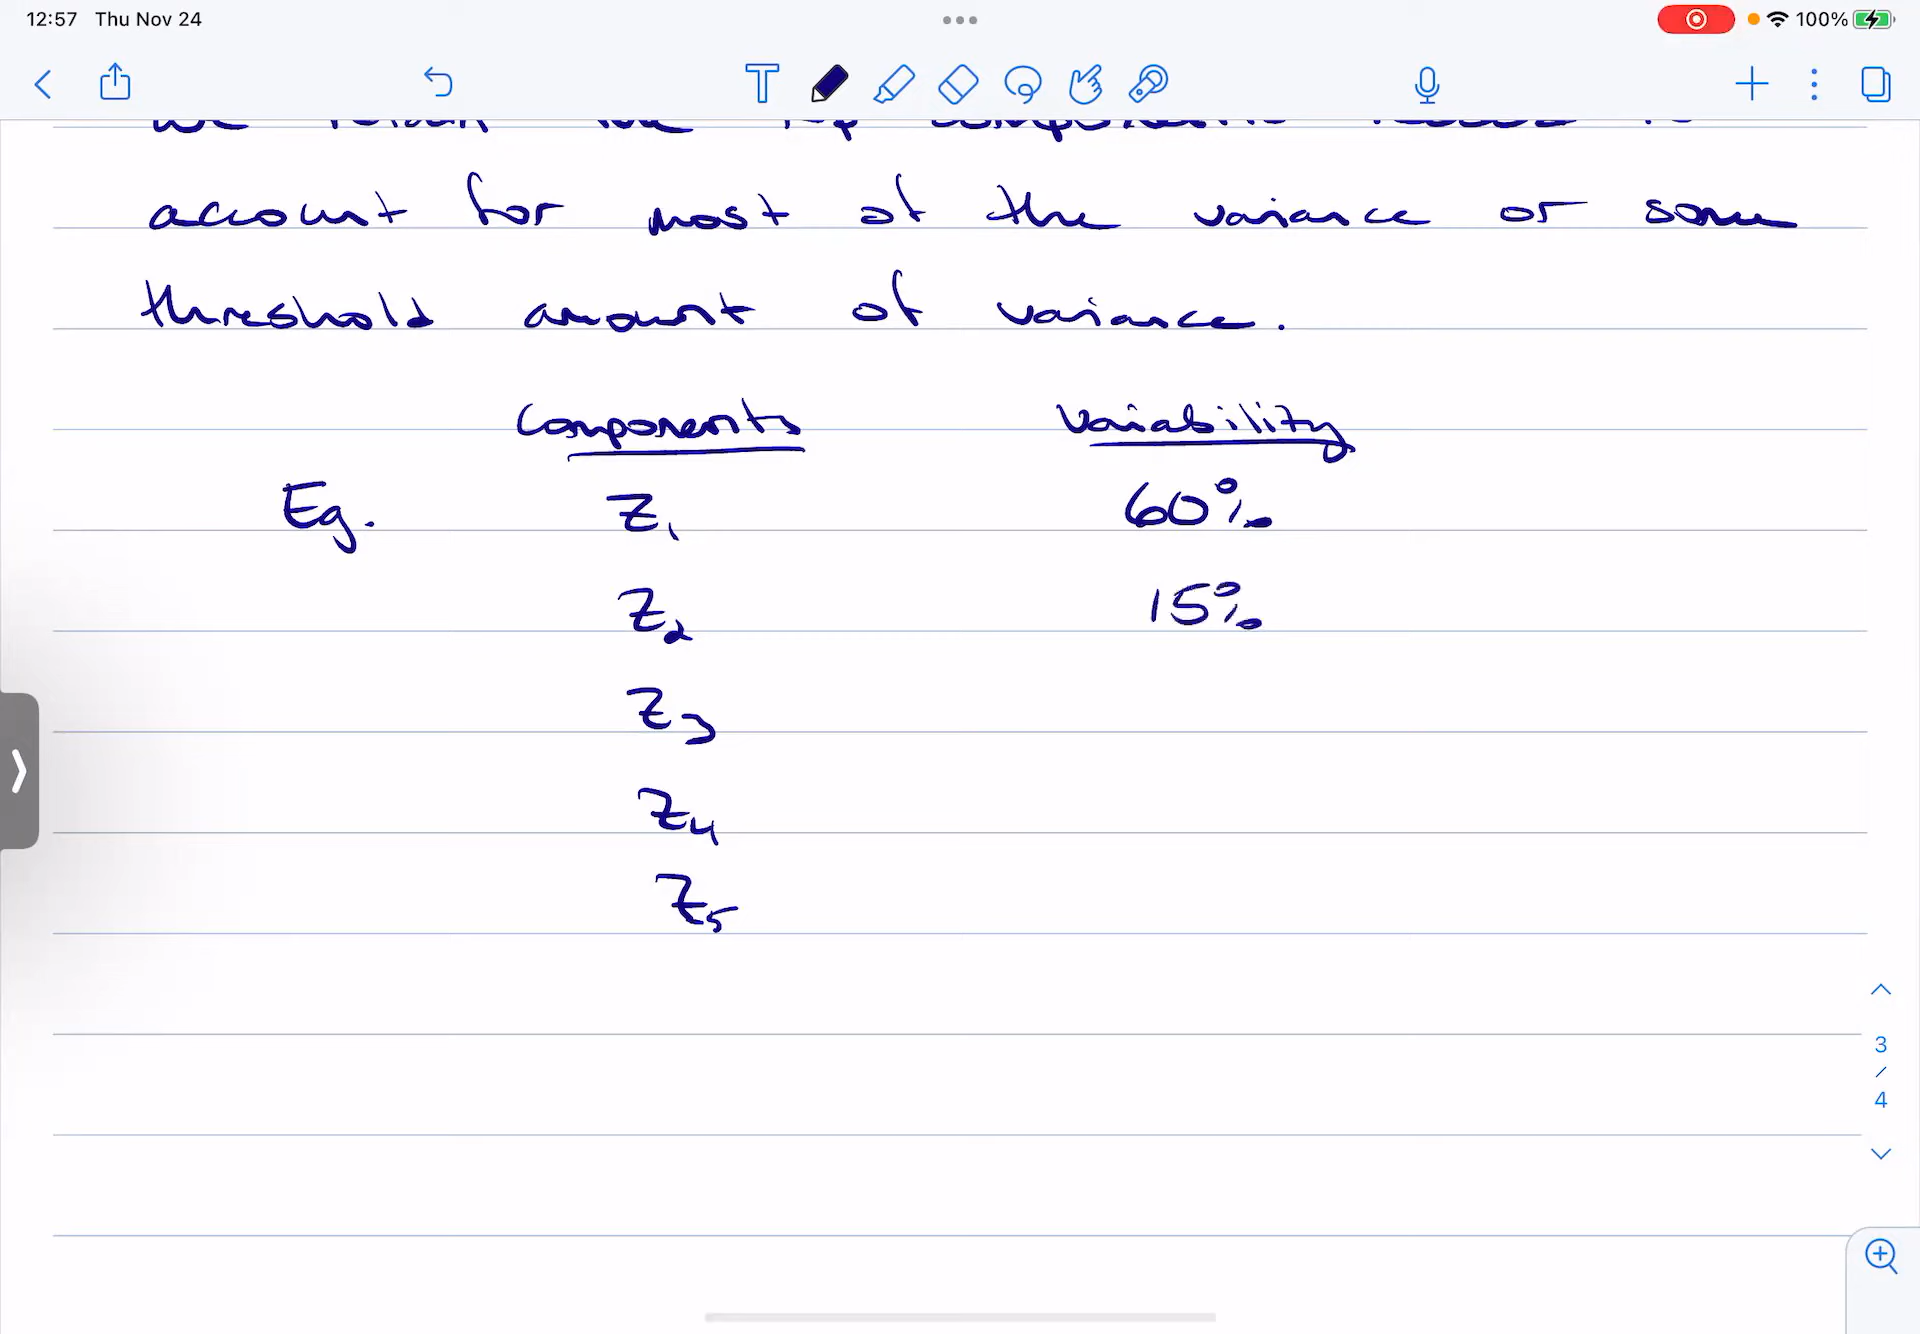 12:57 Thu Nov 24 100%
T
account for most of the variance or some
threshold amount of variance.
Components Variability
Eg. Z1 60%
Z2 15%
Z3
Z4
Z5
3
/
4